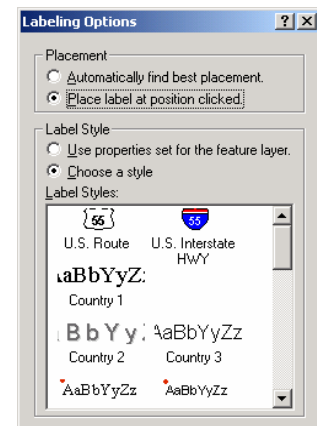 Labeling Options
Placement
Automatically find best placement.
Place label at position clicked.
Label Style
Use properties set for the feature layer.
Choose a style
Label Styles:
55 55
U.S. Route U.S. Interstate
HWY
AaBbYyZ
Country 1
BbYy AaBbYyZz
Country 2 Country 3
AaBbYyZz AaBbYyZz